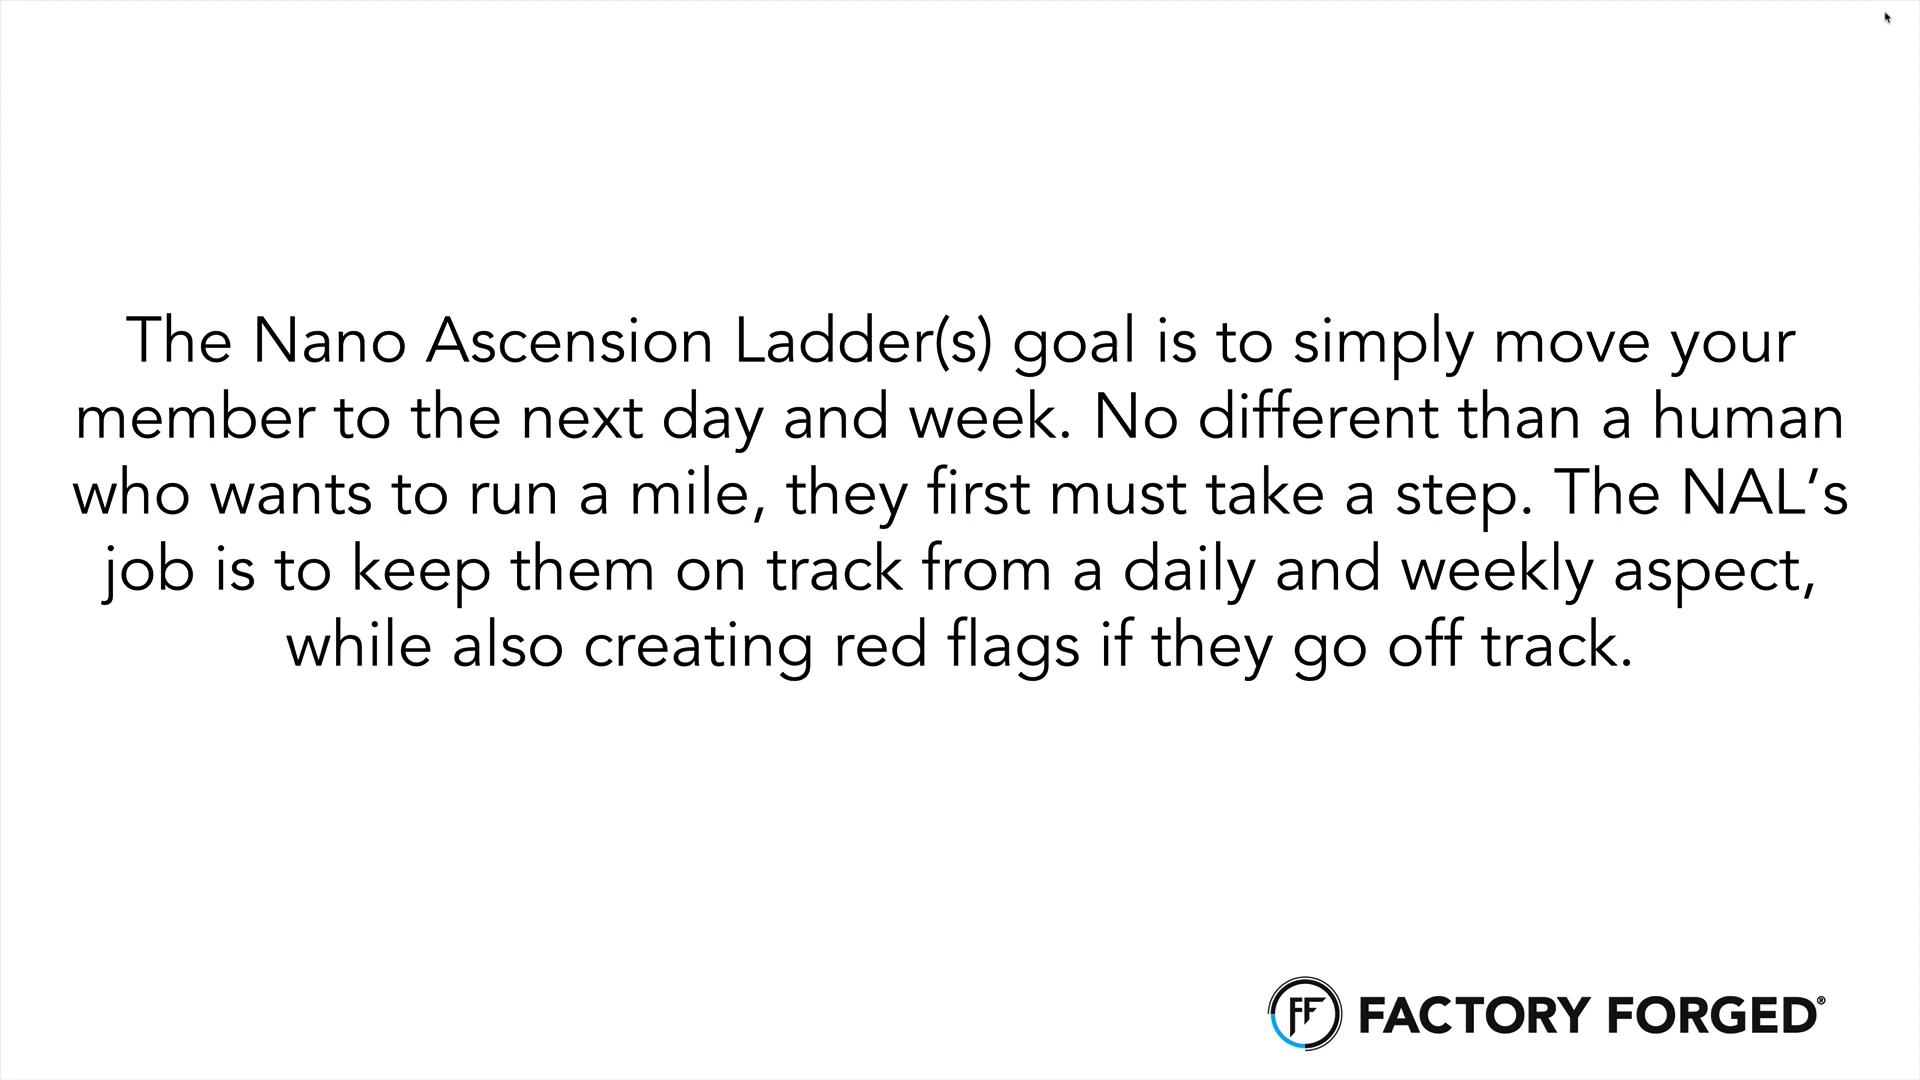 The Nano Ascension Ladder(s) goal is to simply move your
member to the next day and week. No different than a human
who wants to run a mile, they first must take a step. The NAL’s
job is to keep them on track from a daily and weekly aspect,
while also creating red flags if they go off track.
FF FACTORY FORGED®